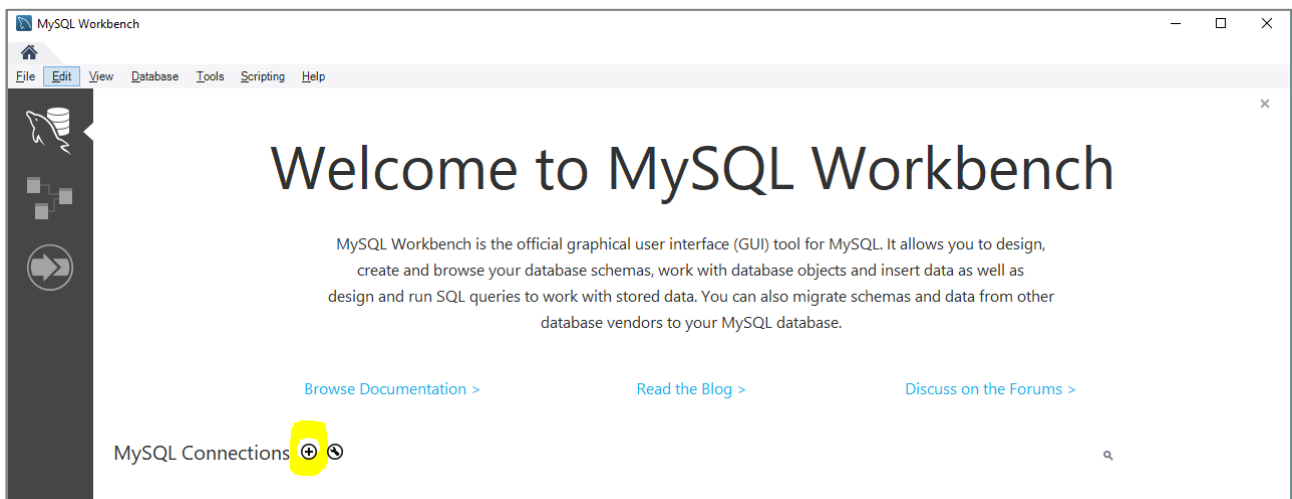 MySQL Workbench
File Edit View Database Tools Scripting Help
Welcome to MySQL Workbench
MySQL Workbench is the official graphical user interface (GUI) tool for MySQL. It allows you to design,
create and browse your database schemas, work with database objects and insert data as well as
design and run SQL queries to work with stored data. You can also migrate schemas and data from other
database vendors to your MySQL database.
Browse Documentation > Read the Blog > Discuss on the Forums >
MySQL Connections